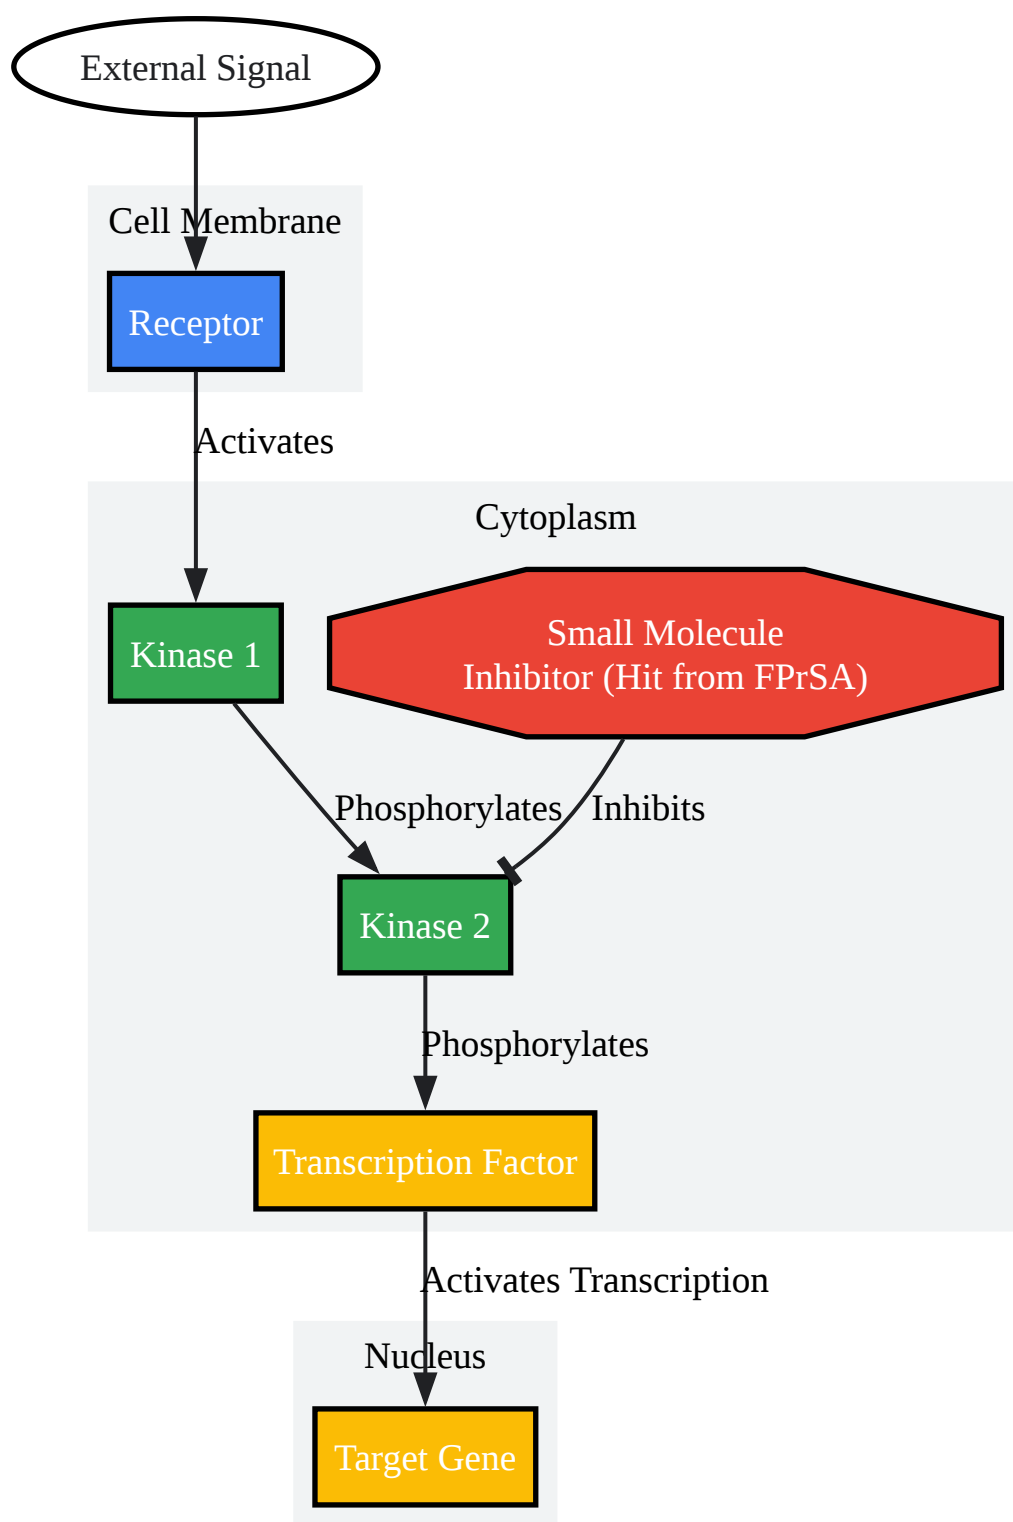 External Signal
Cell Membrane
Receptor
Activates
Cytoplasm
Kinase 1
Small Molecule
Inhibitor (Hit from FPrSA)
Phosphorylates
Inhibits
Kinase 2
Phosphorylates
Transcription Factor
Activates Transcription
Nucleus
Target Gene